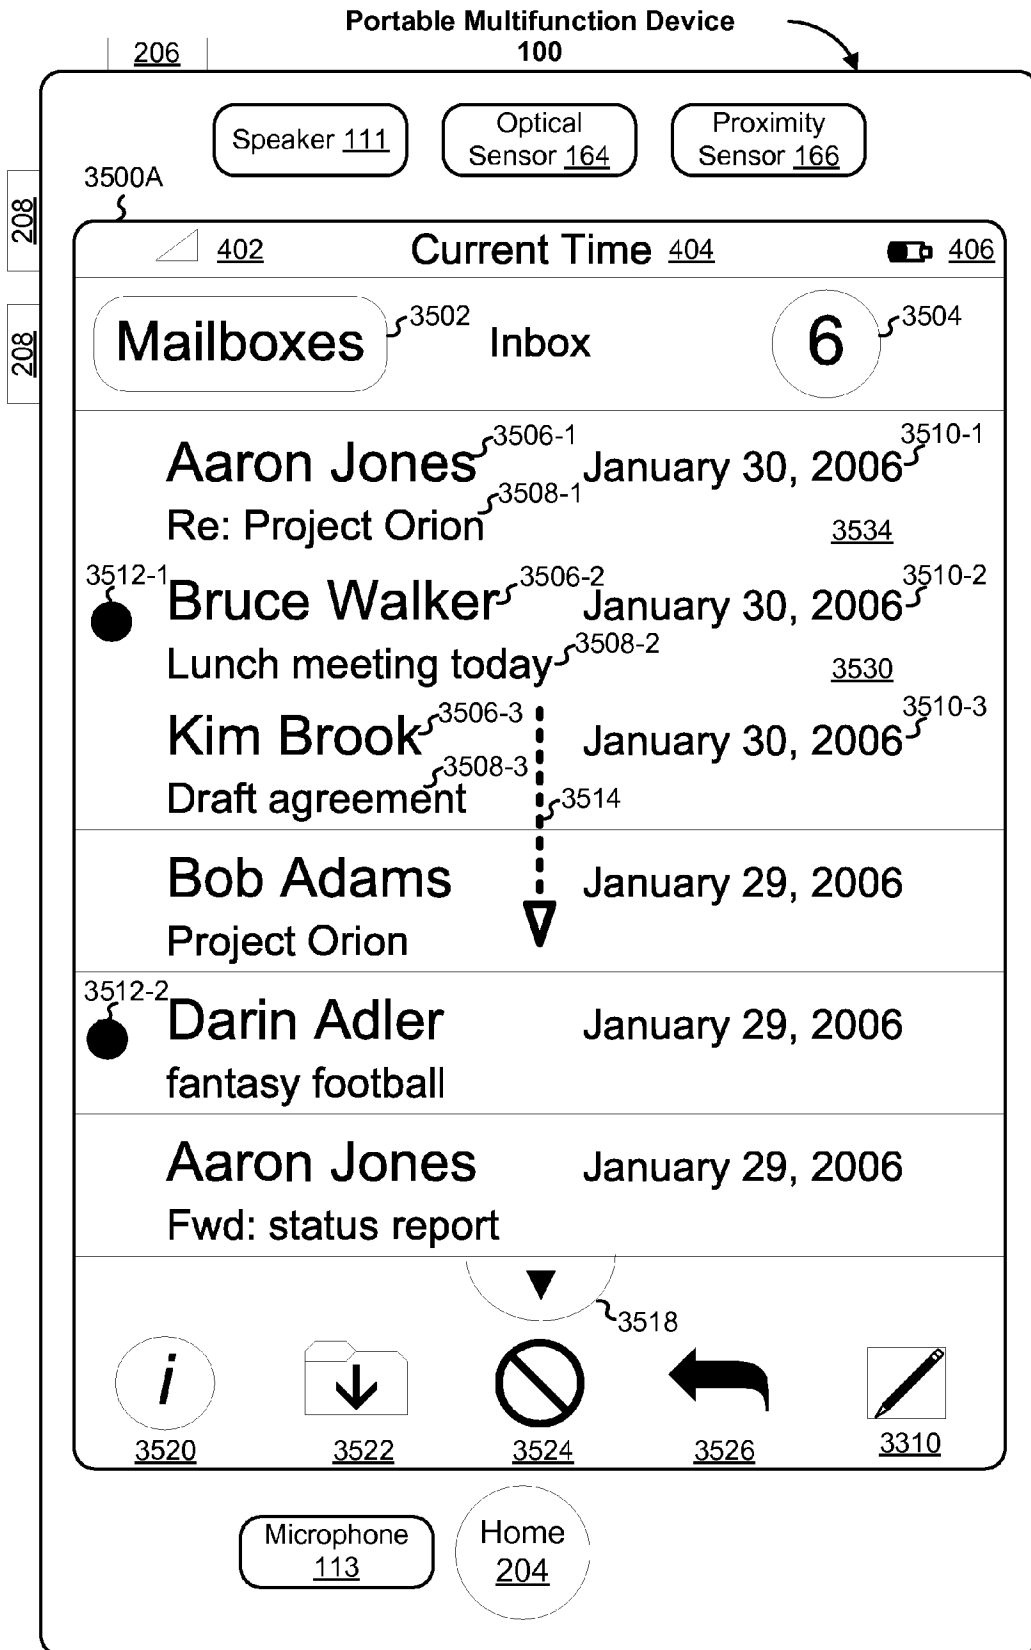 Portable Multifunction Device
100
206
Speaker 111
Optical
Sensor 164
Proximity
Sensor 166
3500A
208
208
402
Current Time 404
406
Mailboxes
3502
Inbox
6
3504
Aaron Jones
3506-1
January 30, 2006
3510-1
Re: Project Orion
3508-1
3534
3512-1
Bruce Walker
3506-2
January 30, 2006
3510-2
Lunch meeting today
3508-2
3530
Kim Brook
3506-3
January 30, 2006
3510-3
Draft agreement
3508-3
3514
Bob Adams
January 29, 2006
Project Orion
3512-2
Darin Adler
January 29, 2006
fantasy football
Aaron Jones
January 29, 2006
Fwd: status report
3518
i
3520
3522
3524
3526
3310
Microphone
113
Home
204